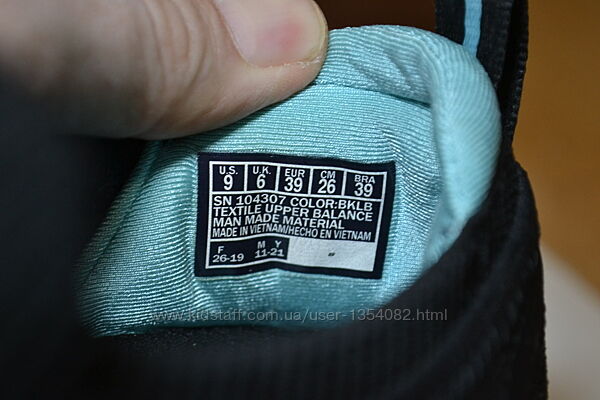 U.S. U.K. EUR CM BRA
9 6 39 26 39
SN 104307 COLOR:BKLB
TEXTILE UPPER BALANCE
MAN MADE MATERIAL
MADE IN VIETNAM/HECHO EN VIETNAM
F M Y
26-19 11-21
www.kidstaff.com.ua/user-1354082.html